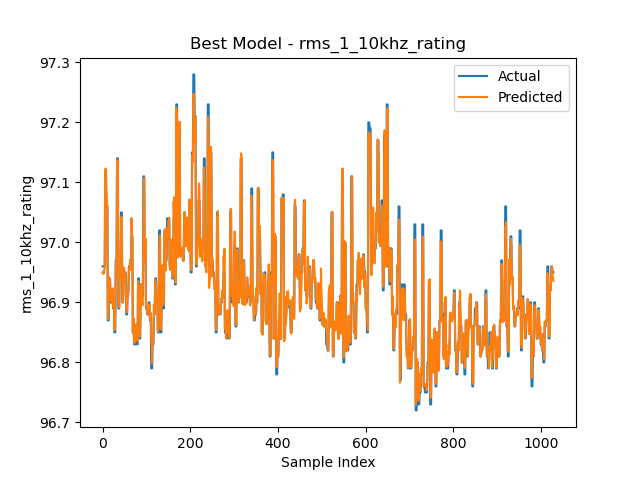 Best Model - rms_1_10khz_rating
Actual
Predicted
97.3
97.2
97.1
97.0
96.9
96.8
96.7
rms_1_10khz_rating
0 200 400 600 800 1000
Sample Index